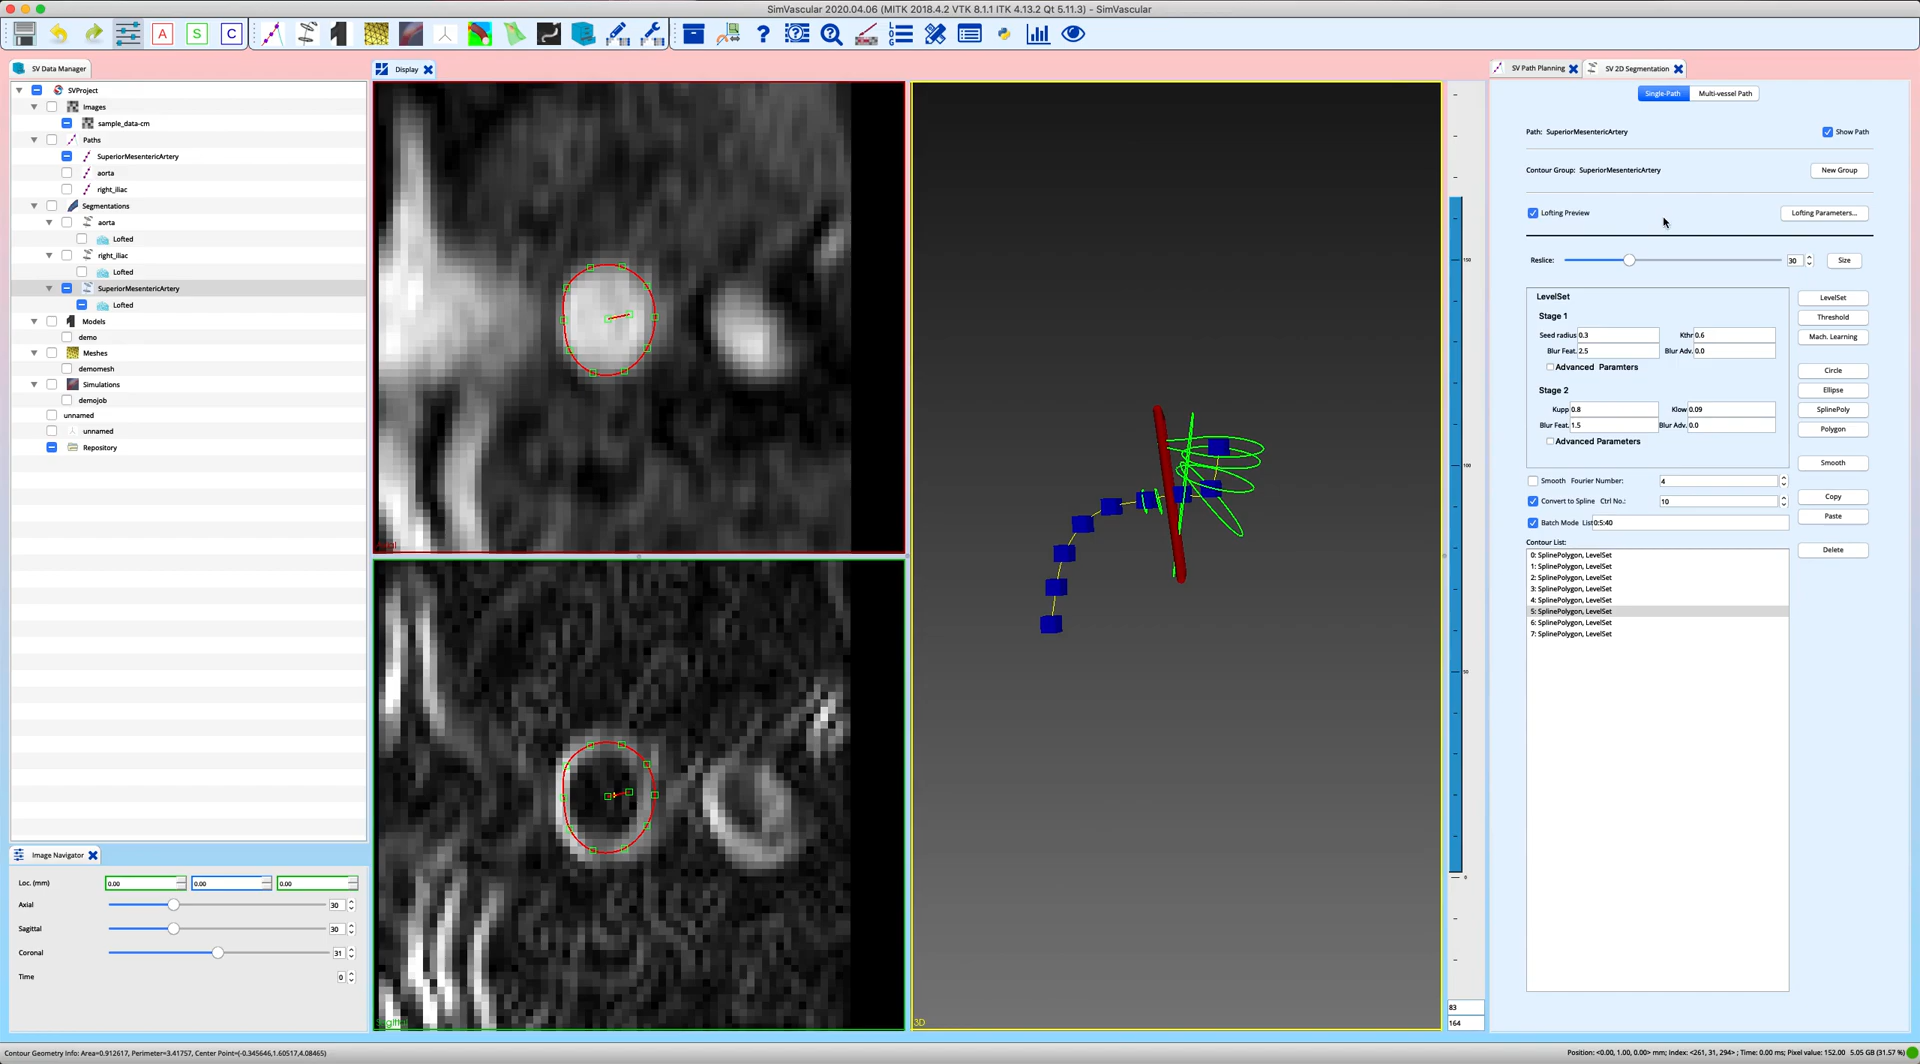 SimVascular 2020.04.06 (MITK 2018.4.2 VTK 8.1.1 ITK 4.13.2 Qt 5.11.3) - SimVascular
A S C
SV Data Manager
SVProject
Images
sample_data-cm
Paths
SuperiorMesentericArtery
aorta
right_iliac
Segmentations
aorta
Lofted
right_iliac
Lofted
SuperiorMesentericArtery
Lofted
Models
demo
Meshes
demomesh
Simulations
demojob
unnamed
unnamed
Repository
Image Navigator
Loc. (mm) 0.00 0.00 0.00
Axial 30
Sagittal 30
Coronal 31
Time 0
Display
3D
150
100
50
0
83
164
SV Path Planning
SV 2D Segmentation
Single-Path Multi-vessel Path
Path: SuperiorMesentericArtery Show Path
Contour Group: SuperiorMesentericArtery New Group
Lofting Preview Lofting Parameters...
Reslice: 30 Size
LevelSet
Stage 1
Seed radius 0.3 Kthr 0.6
Blur Feat. 2.5 Blur Adv. 0.0
Advanced Paramters
Stage 2
Kupp 0.8 Klow 0.09
Blur Feat. 1.5 Blur Adv. 0.0
Advanced Parameters
LevelSet
Threshold
Mach. Learning
Circle
Ellipse
SplinePoly
Polygon
Smooth
Copy
Paste
Delete
Smooth Fourier Number: 4
Convert to Spline Ctrl No.: 10
Batch Mode List 0:5:40
Contour List:
0: SplinePolygon, LevelSet
1: SplinePolygon, LevelSet
2: SplinePolygon, LevelSet
3: SplinePolygon, LevelSet
4: SplinePolygon, LevelSet
5: SplinePolygon, LevelSet
6: SplinePolygon, LevelSet
7: SplinePolygon, LevelSet
Contour Geometry Info: Area=0.912617, Perimeter=3.41757, Center Point=(-0.345646,1.60517,4.08465)
Position: <0.00, 1.00, 0.00> mm; Index: <261, 31, 294> ; Time: 0.00 ms; Pixel value: 152.00 5.05 GB (31.57 %)